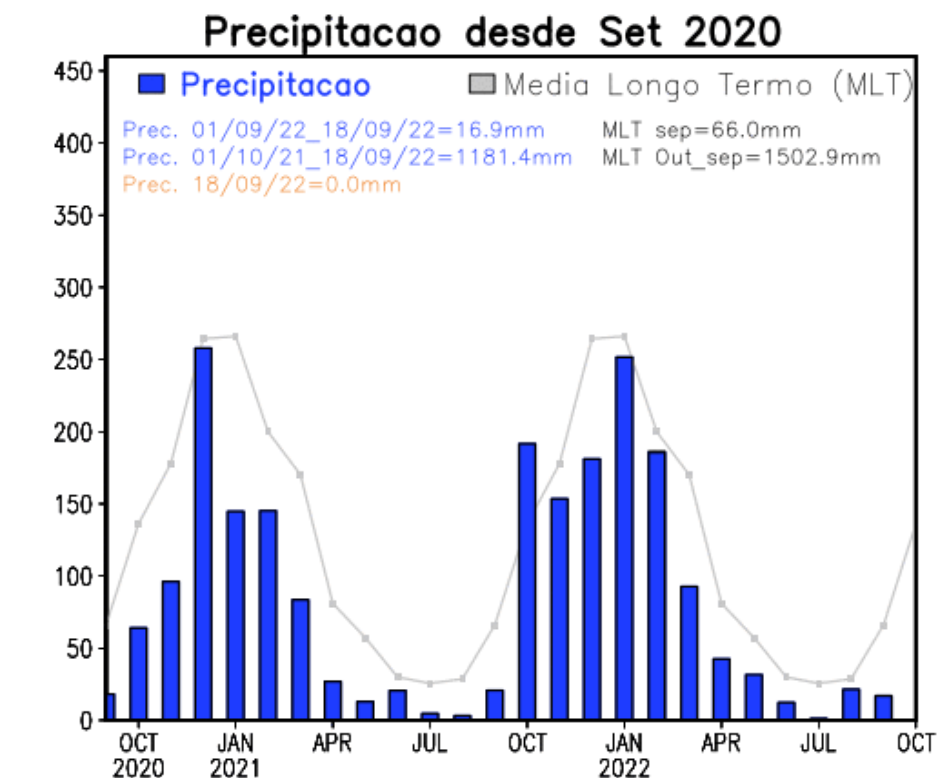 Precipitacao desde Set 2020
450
Precipitacao
Media Longo Termo (MLT)
Prec. 01/09/22_18/09/22=16.9mm
MLT sep=66.0mm
400
Prec. 01/10/21_18/09/22=1181.4mm
MLT Out_sep=1502.9mm
Prec. 18/09/22=0.0mm
350
300
250
200
150
100
50
0
OCT JAN APR JUL OCT JAN APR JUL OCT
2020 2021 2022